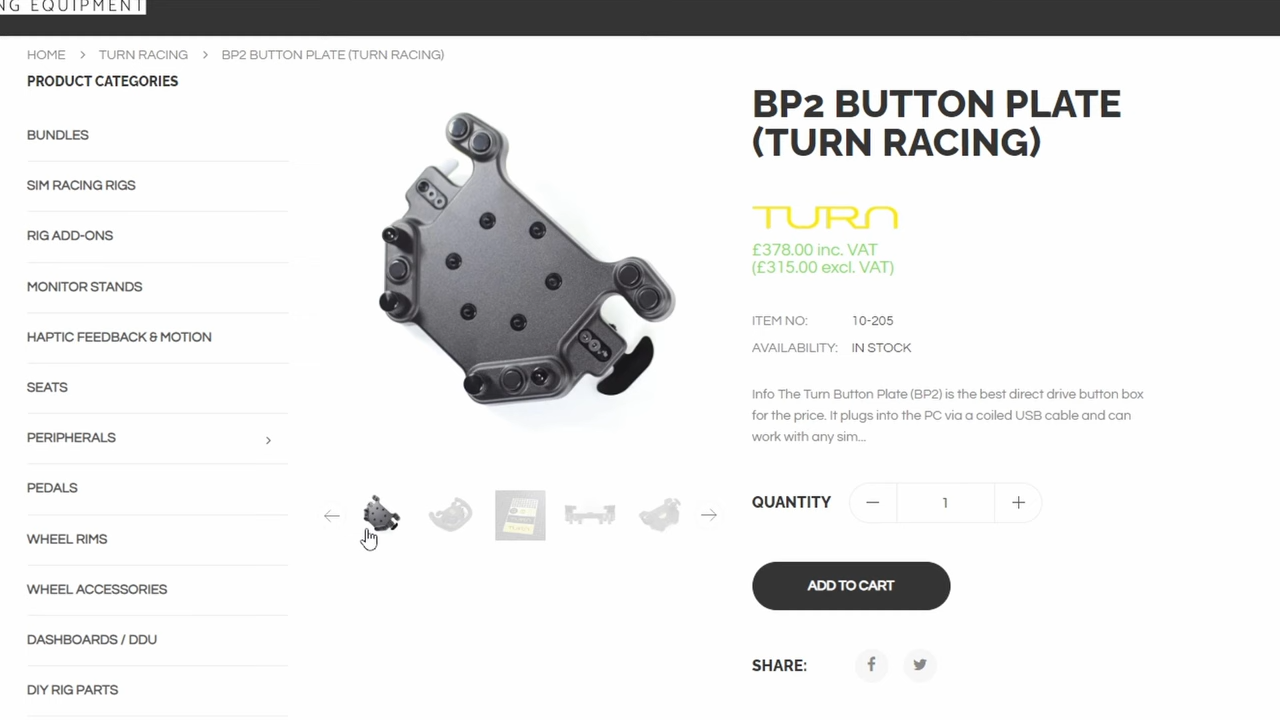 NG EQUIPMENT
HOME > TURN RACING > BP2 BUTTON PLATE (TURN RACING)
PRODUCT CATEGORIES
BUNDLES
SIM RACING RIGS
RIG ADD-ONS
MONITOR STANDS
HAPTIC FEEDBACK & MOTION
SEATS
PERIPHERALS
PEDALS
WHEEL RIMS
WHEEL ACCESSORIES
DASHBOARDS / DDU
DIY RIG PARTS
BP2 BUTTON PLATE
(TURN RACING)
TURN
£378.00 inc. VAT
(£315.00 excl. VAT)
ITEM NO: 10-205
AVAILABILITY: IN STOCK
Info The Turn Button Plate (BP2) is the best direct drive button box
for the price. It plugs into the PC via a coiled USB cable and can
work with any sim...
QUANTITY − 1 +
ADD TO CART
SHARE: